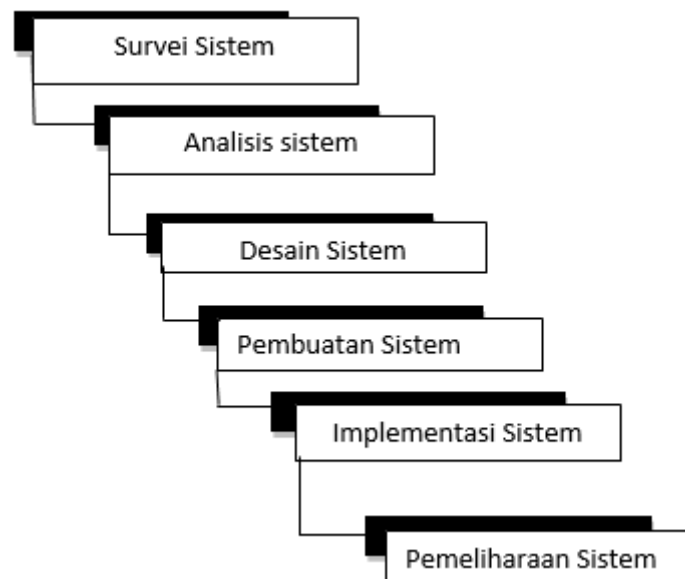 Survei Sistem
Analisis sistem
Desain Sistem
Pembuatan Sistem
Implementasi Sistem
Pemeliharaan Sistem